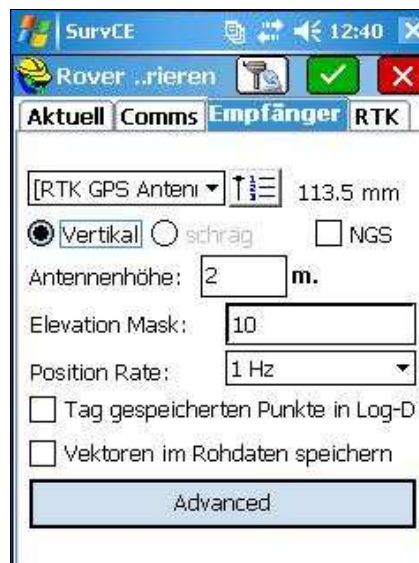 SurvCE 12:40
Rover ..rieren
Aktuell Comms Empfänger RTK
[RTK GPS Anten 113.5 mm
Vertikal schräg NGS
Antennenhöhe: 2 m.
Elevation Mask: 10
Position Rate: 1 Hz
Tag gespeicherten Punkte in Log-D
Vektoren im Rohdaten speichern
Advanced